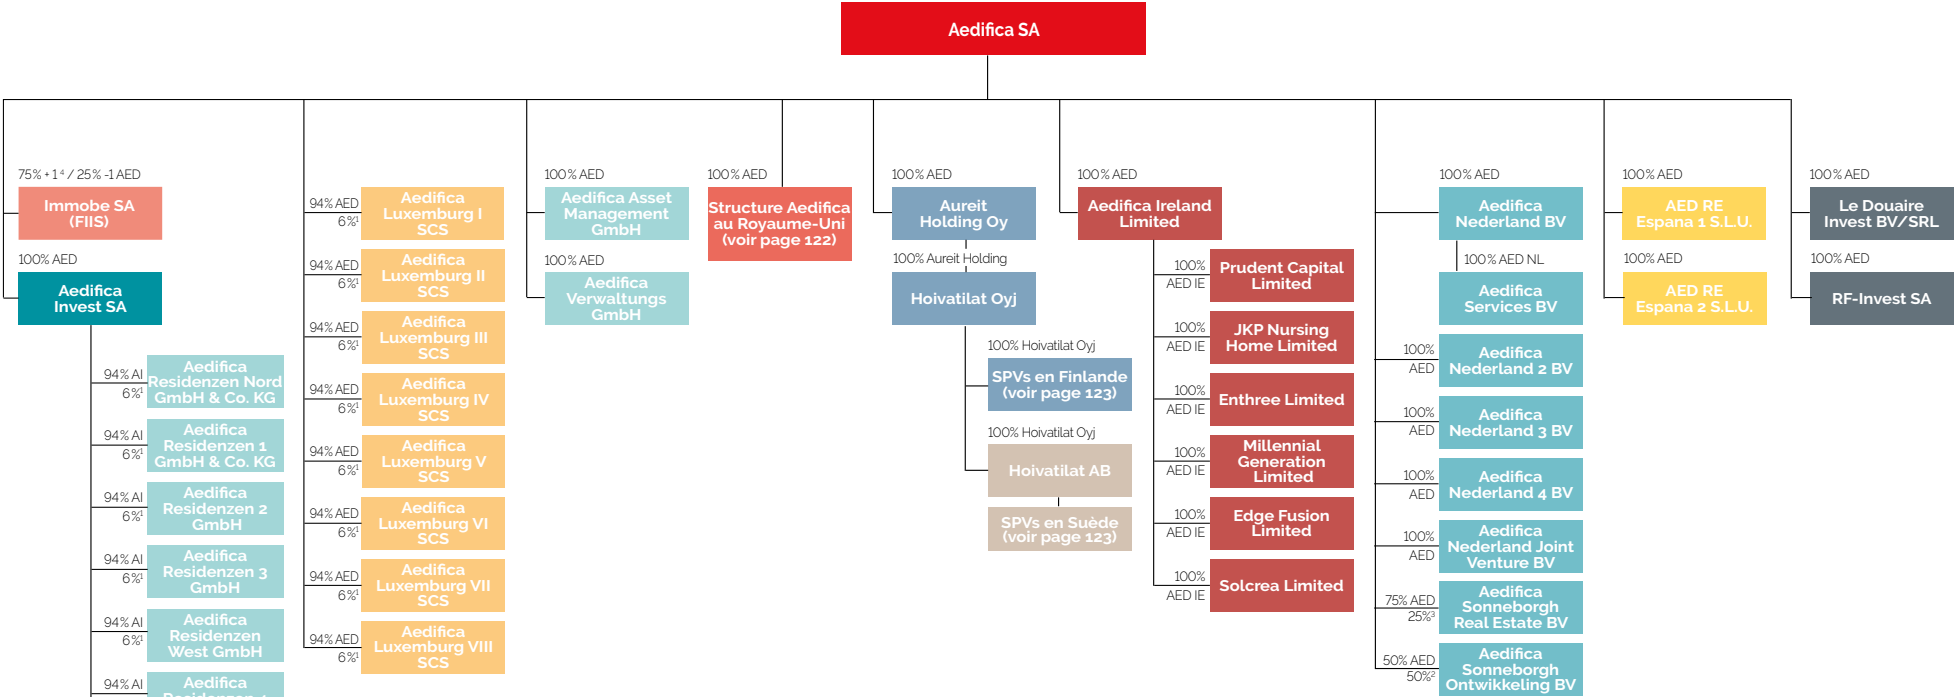 Aedifica SA
75% + 1 ⁴ / 25% -1 AED
Immobe SA
(FIIS)
100% AED
Aedifica
Invest SA
94% AI
6%¹
Aedifica
Residenzen Nord
GmbH & Co. KG
94% AI
6%¹
Aedifica
Residenzen 1
GmbH & Co. KG
94% AI
6%¹
Aedifica
Residenzen 2
GmbH
94% AI
6%¹
Aedifica
Residenzen 3
GmbH
94% AI
6%¹
Aedifica
Residenzen
West GmbH
94% AI
Aedifica
94% AED
6%¹
Aedifica
Luxemburg I
SCS
94% AED
6%¹
Aedifica
Luxemburg II
SCS
94% AED
6%¹
Aedifica
Luxemburg III
SCS
94% AED
6%¹
Aedifica
Luxemburg IV
SCS
94% AED
6%¹
Aedifica
Luxemburg V
SCS
94% AED
6%¹
Aedifica
Luxemburg VI
SCS
94% AED
6%¹
Aedifica
Luxemburg VII
SCS
94% AED
6%¹
Aedifica
Luxemburg VIII
SCS
100% AED
Aedifica Asset
Management
GmbH
100% AED
Aedifica
Verwaltungs
GmbH
100% AED
Structure Aedifica
au Royaume-Uni
(voir page 122)
100% AED
Aureit
Holding Oy
100% Aureit Holding
Hoivatilat Oyj
100% Hoivatilat Oyj
SPVs en Finlande
(voir page 123)
100% Hoivatilat Oyj
Hoivatilat AB
SPVs en Suède
(voir page 123)
100% AED
Aedifica Ireland
Limited
100%
AED IE
Prudent Capital
Limited
100%
AED IE
JKP Nursing
Home Limited
100%
AED IE
Enthree Limited
100%
AED IE
Millennial
Generation
Limited
100%
AED IE
Edge Fusion
Limited
100%
AED IE
Solcrea Limited
100% AED
Aedifica
Nederland BV
100% AED NL
Aedifica
Services BV
100%
AED
Aedifica
Nederland 2 BV
100%
AED
Aedifica
Nederland 3 BV
100%
AED
Aedifica
Nederland 4 BV
100%
AED
Aedifica
Nederland Joint
Venture BV
75% AED
25%³
Aedifica
Sonneborgh
Real Estate BV
50% AED
50%²
Aedifica
Sonneborgh
Ontwikkeling BV
100% AED
AED RE
Espana 1 S.L.U.
100% AED
AED RE
Espana 2 S.L.U.
100% AED
Le Douaire
Invest BV/SRL
100% AED
RF-Invest SA